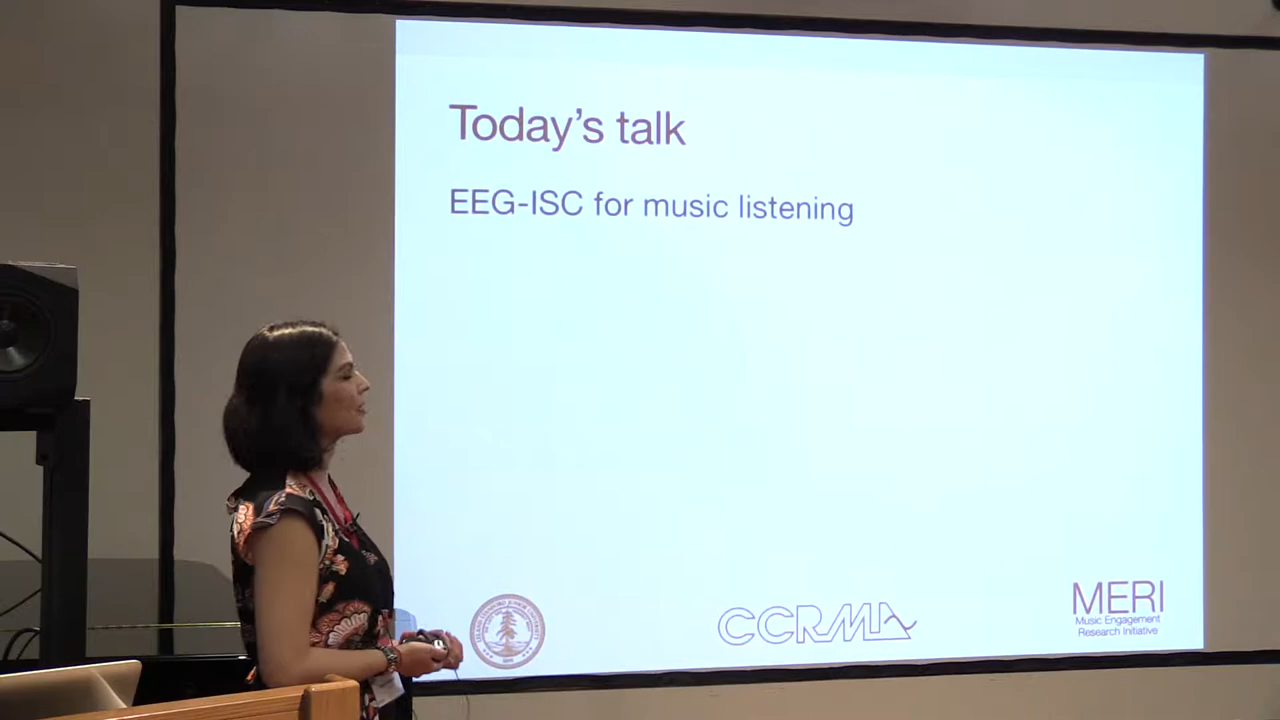 Today's talk
EEG-ISC for music listening
CCRMA
MERI
Music Engagement
Research Initiative